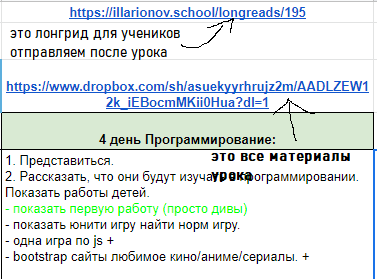 https://illarionov.school/longreads/195
это лонгрид для учеников
отправляем после урока
https://www.dropbox.com/sh/asuekyyrhrujz2m/AADLZEW1
2k_iEBocmMKii0Hua?dl=1
4 день Программирование:
это все материалы
урока
1. Представиться.
2. Рассказать, что они будут изучать в программировании.
Показать работы детей.
- показать первую работу (просто дивы)
- показать юнити игру найти норм игру.
- одна игра по js +
- bootstrap сайты любимое кино/аниме/сериалы. +